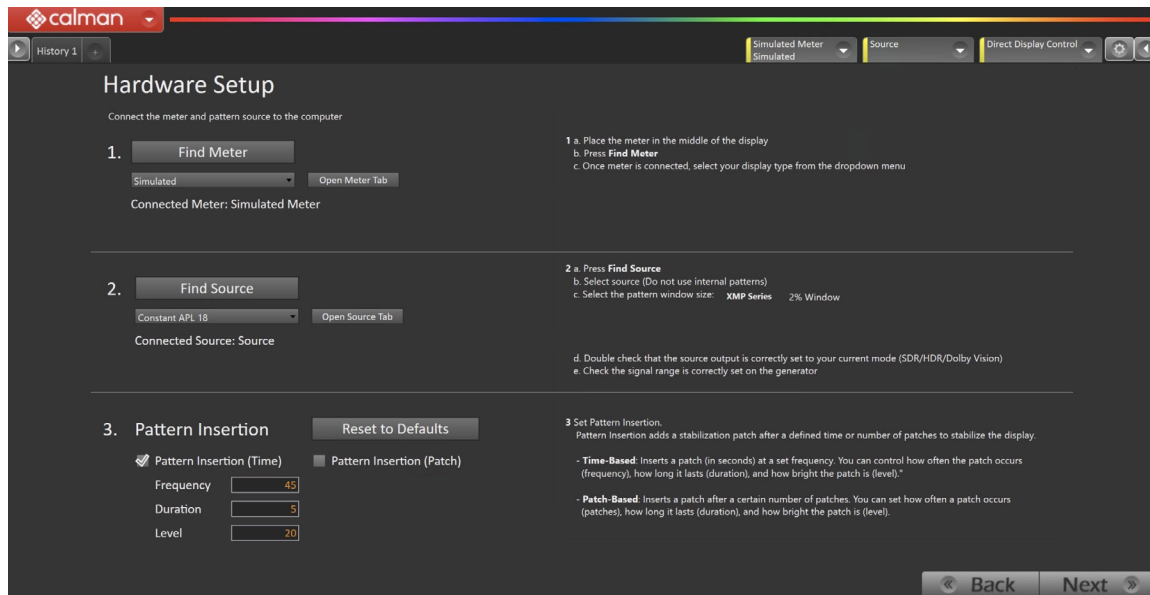 calman
History 1 +
Simulated Meter
Simulated
Source
Direct Display Control
Hardware Setup
Connect the meter and pattern source to the computer
1. Find Meter
Simulated
Open Meter Tab
Connected Meter: Simulated Meter
1 a. Place the meter in the middle of the display
b. Press Find Meter
c. Once meter is connected, select your display type from the dropdown menu
2. Find Source
Constant APL 18
Open Source Tab
Connected Source: Source
2 a. Press Find Source
b. Select source (Do not use internal patterns)
c. Select the pattern window size: XMP Series 2% Window
d. Double check that the source output is correctly set to your current mode (SDR/HDR/Dolby Vision)
e. Check the signal range is correctly set on the generator
3. Pattern Insertion
Reset to Defaults
Pattern Insertion (Time)
Pattern Insertion (Patch)
Frequency 45
Duration 5
Level 20
3 Set Pattern Insertion.
Pattern Insertion adds a stabilization patch after a defined time or number of patches to stabilize the display.
- Time-Based: Inserts a patch (in seconds) at a set frequency. You can control how often the patch occurs
(frequency), how long it lasts (duration), and how bright the patch is (level)."
- Patch-Based: Inserts a patch after a certain number of patches. You can set how often a patch occurs
(patches), how long it lasts (duration), and how bright the patch is (level).
Back
Next